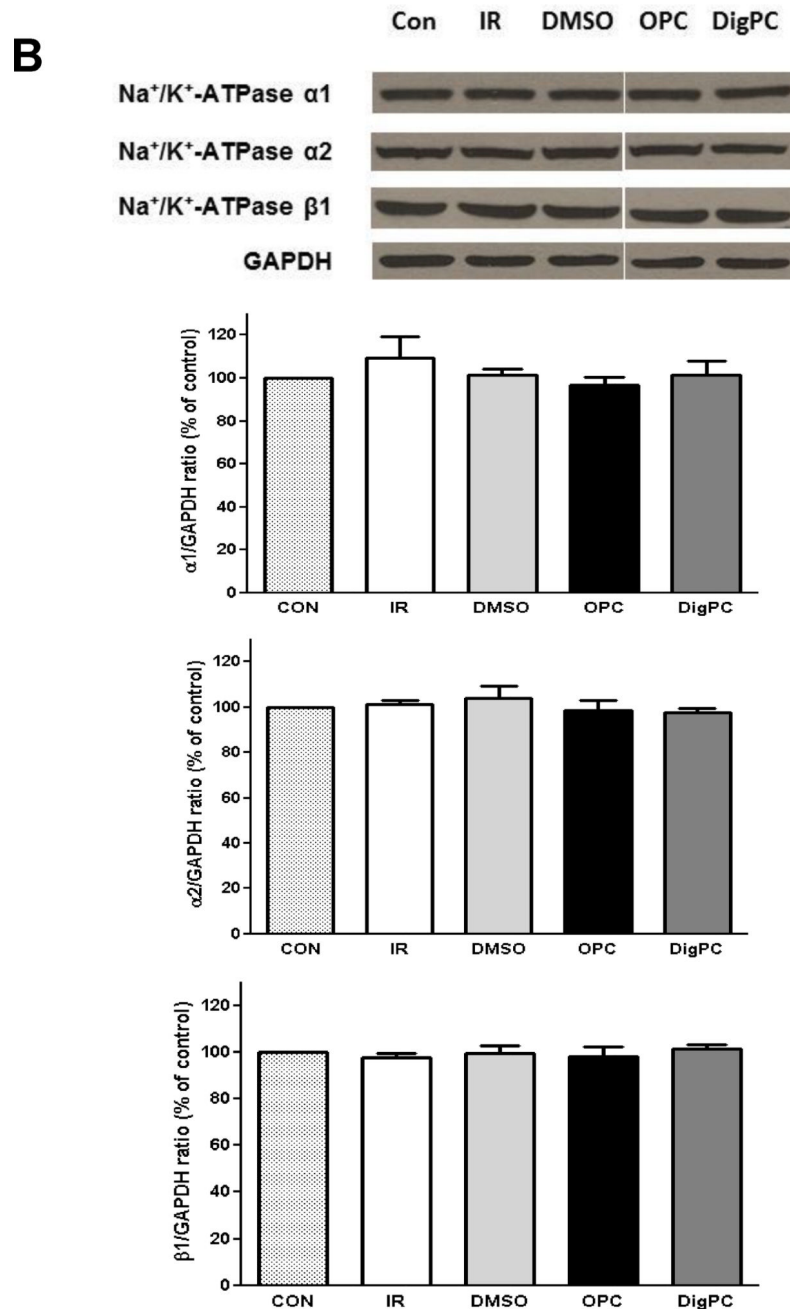 B
Con IR DMSO OPC DigPC
Na⁺/K⁺-ATPase α1
Na⁺/K⁺-ATPase α2
Na⁺/K⁺-ATPase β1
GAPDH
α1/GAPDH ratio (% of control)
120
100
80
60
40
20
0
CON IR DMSO OPC DigPC
α2/GAPDH ratio (% of control)
120
100
80
60
40
20
0
CON IR DMSO OPC DigPC
β1/GAPDH ratio (% of control)
120
100
80
60
40
20
0
CON IR DMSO OPC DigPC